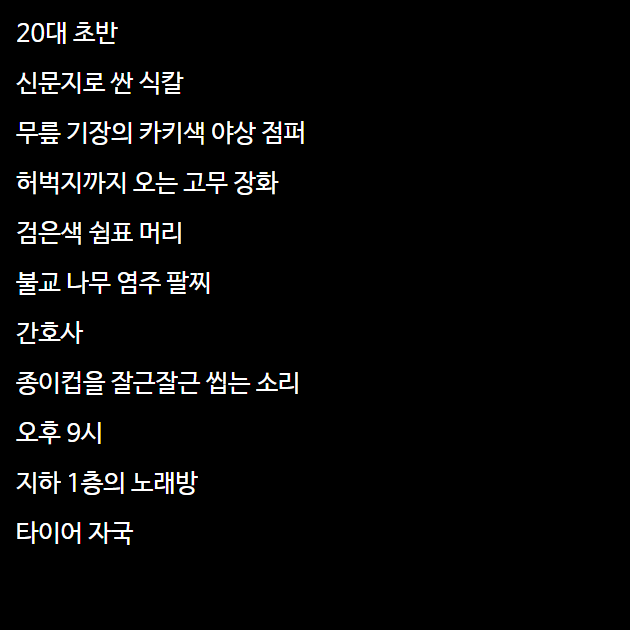 20대 초반
신문지로 싼 식칼
무릎 기장의 카키색 야상 점퍼
허벅지까지 오는 고무 장화
검은색 쉼표 머리
불교 나무 염주 팔찌
간호사
종이컵을 잘근잘근 씹는 소리
오후 9시
지하 1층의 노래방
타이어 자국